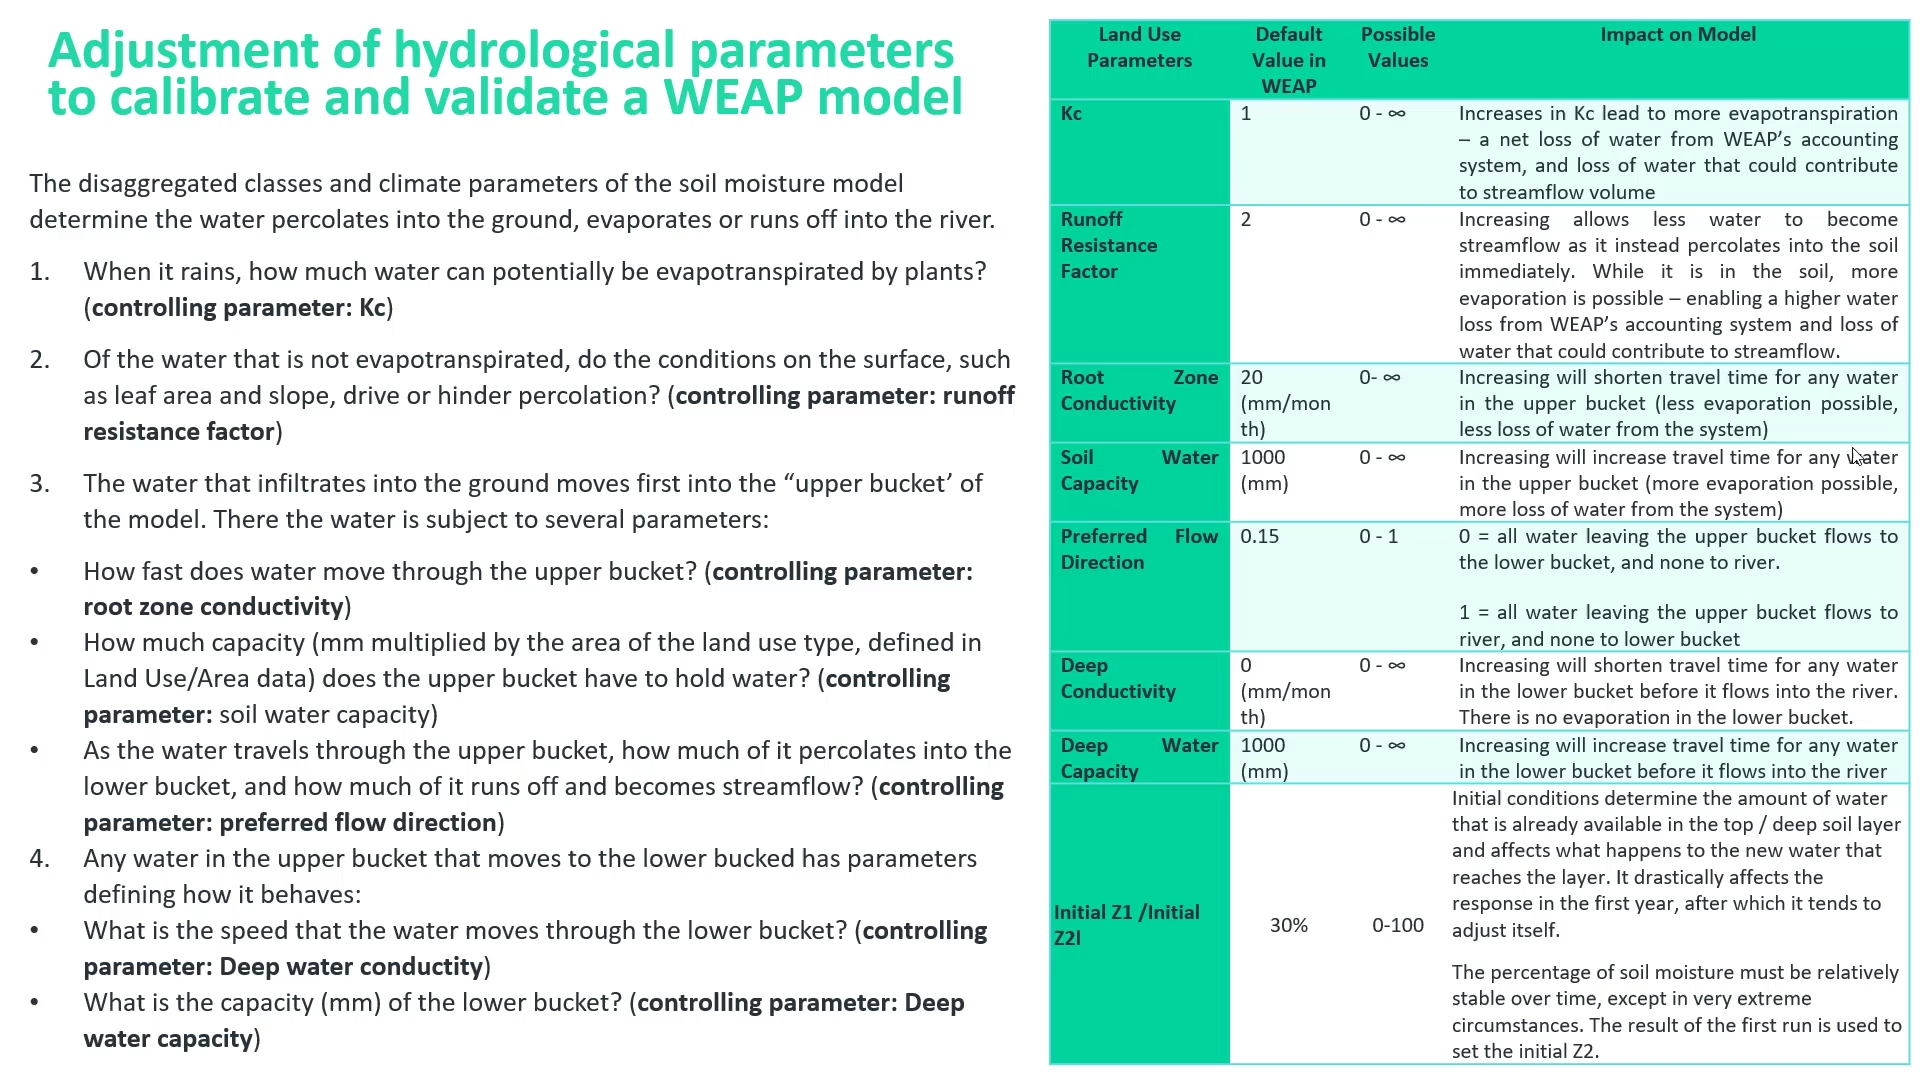 Adjustment of hydrological parameters
to calibrate and validate a WEAP model
The disaggregated classes and climate parameters of the soil moisture model
determine the water percolates into the ground, evaporates or runs off into the river.
1. When it rains, how much water can potentially be evapotranspirated by plants?
(controlling parameter: Kc)
2. Of the water that is not evapotranspirated, do the conditions on the surface, such
as leaf area and slope, drive or hinder percolation? (controlling parameter: runoff
resistance factor)
3. The water that infiltrates into the ground moves first into the “upper bucket’ of
the model. There the water is subject to several parameters:
• How fast does water move through the upper bucket? (controlling parameter:
root zone conductivity)
• How much capacity (mm multiplied by the area of the land use type, defined in
Land Use/Area data) does the upper bucket have to hold water? (controlling
parameter: soil water capacity)
• As the water travels through the upper bucket, how much of it percolates into the
lower bucket, and how much of it runs off and becomes streamflow? (controlling
parameter: preferred flow direction)
4. Any water in the upper bucket that moves to the lower bucked has parameters
defining how it behaves:
• What is the speed that the water moves through the lower bucket? (controlling
parameter: Deep water conductity)
• What is the capacity (mm) of the lower bucket? (controlling parameter: Deep
water capacity)
Land Use
Parameters
Default
Value in
WEAP
Possible
Values
Impact on Model
Kc
1
0 - ∞
Increases in Kc lead to more evapotranspiration
– a net loss of water from WEAP’s accounting
system, and loss of water that could contribute
to streamflow volume
Runoff
Resistance
Factor
2
0 - ∞
Increasing allows less water to become
streamflow as it instead percolates into the soil
immediately. While it is in the soil, more
evaporation is possible – enabling a higher water
loss from WEAP’s accounting system and loss of
water that could contribute to streamflow.
Root Zone
Conductivity
20
(mm/mon
th)
0- ∞
Increasing will shorten travel time for any water
in the upper bucket (less evaporation possible,
less loss of water from the system)
Soil Water
Capacity
1000
(mm)
0 - ∞
Increasing will increase travel time for any water
in the upper bucket (more evaporation possible,
more loss of water from the system)
Preferred Flow
Direction
0.15
0 - 1
0 = all water leaving the upper bucket flows to
the lower bucket, and none to river.
1 = all water leaving the upper bucket flows to
river, and none to lower bucket
Deep
Conductivity
0
(mm/mon
th)
0 - ∞
Increasing will shorten travel time for any water
in the lower bucket before it flows into the river.
There is no evaporation in the lower bucket.
Deep Water
Capacity
1000
(mm)
0 - ∞
Increasing will increase travel time for any water
in the lower bucket before it flows into the river
Initial Z1 /Initial
Z2l
30%
0-100
Initial conditions determine the amount of water
that is already available in the top / deep soil layer
and affects what happens to the new water that
reaches the layer. It drastically affects the
response in the first year, after which it tends to
adjust itself.
The percentage of soil moisture must be relatively
stable over time, except in very extreme
circumstances. The result of the first run is used to
set the initial Z2.